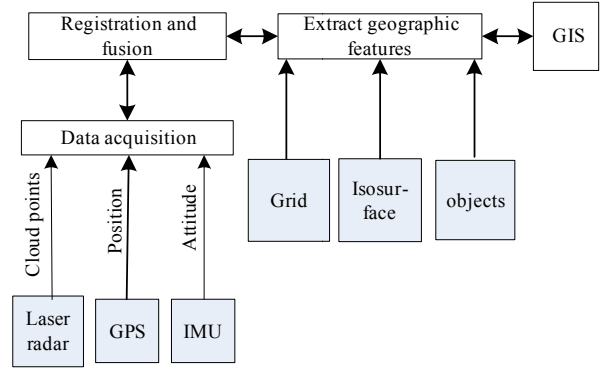 Registration and
fusion
Extract geographic
features
GIS
Data acquisition
Cloud points
Position
Attitude
Grid
Isosur-
face
objects
Laser
radar
GPS
IMU